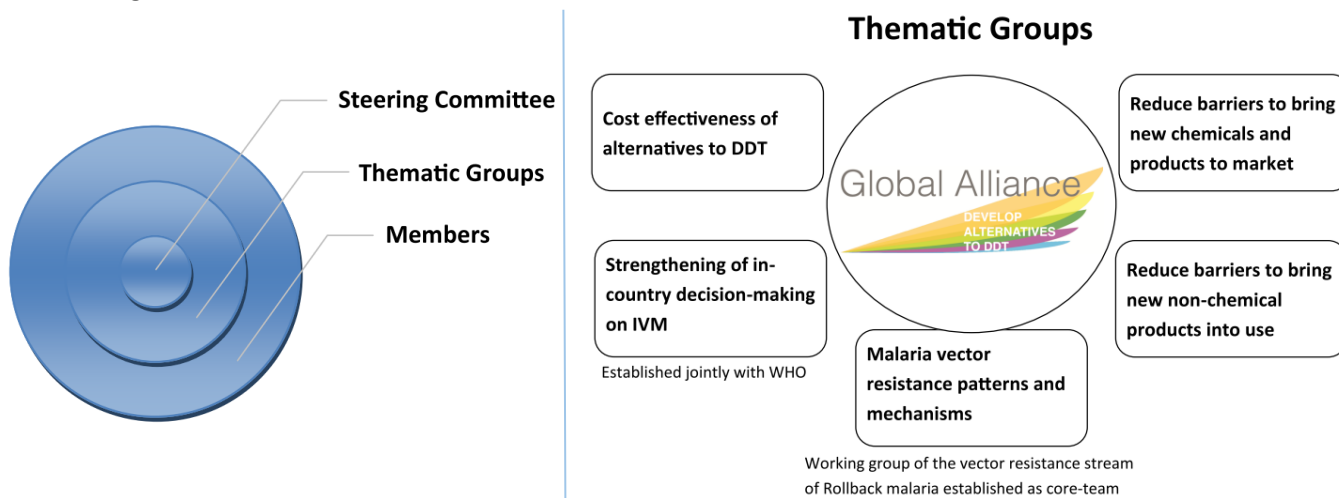 Steering Committee
Thematic Groups
Members
Thematic Groups
Cost effectiveness of
alternatives to DDT
Strengthening of in-
country decision-making
on IVM
Established jointly with WHO
Global Alliance
DEVELOP
ALTERNATIVES
TO DDT
Malaria vector
resistance patterns and
mechanisms
Working group of the vector resistance stream
of Rollback malaria established as core-team
Reduce barriers to bring
new chemicals and
products to market
Reduce barriers to bring
new non-chemical
products into use